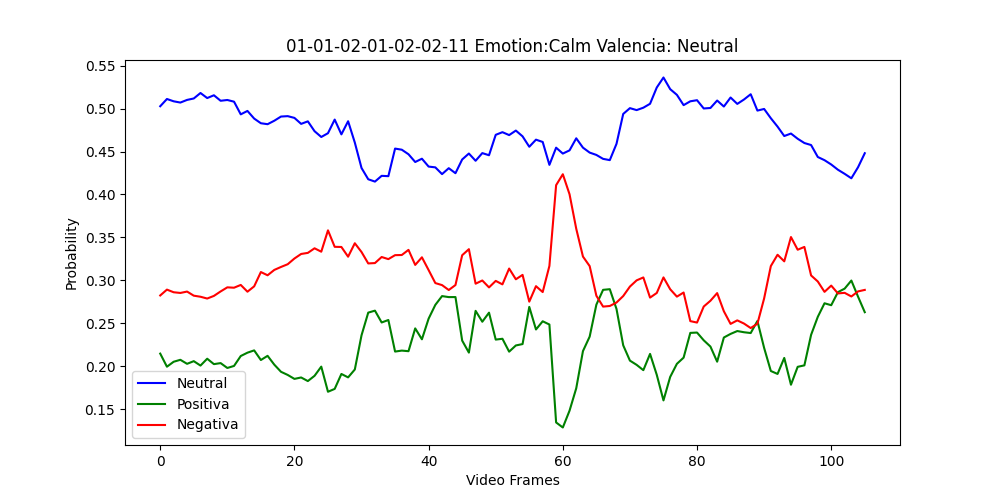 01-01-02-01-02-02-11 Emotion:Calm Valencia: Neutral
Probability
0.55
0.50
0.45
0.40
0.35
0.30
0.25
0.20
0.15
Neutral
Positiva
Negativa
0 20 40 60 80 100
Video Frames